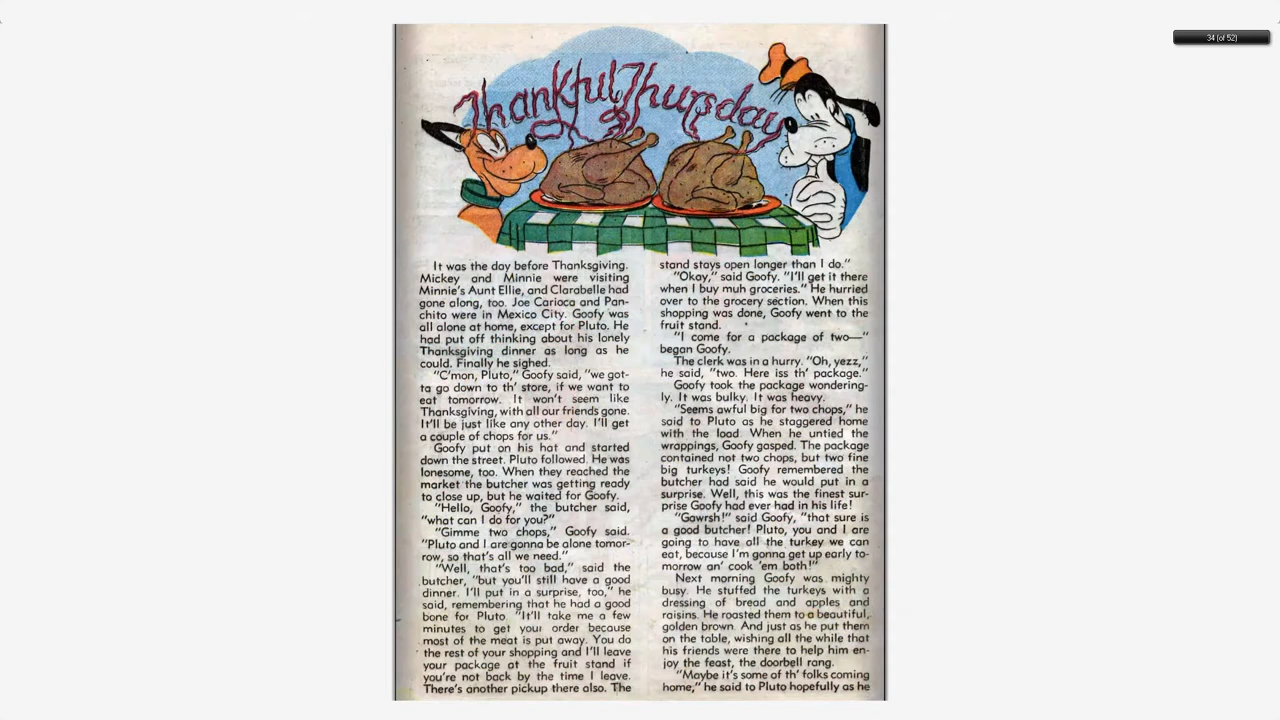 34 (of 52)
Thankful Thursday
It was the day before Thanksgiving.
Mickey and Minnie were visiting
Minnie's Aunt Ellie, and Clarabelle had
gone along, too. Joe Carioca and Pan-
chito were in Mexico City. Goofy was
all alone at home, except for Pluto. He
had put off thinking about his lonely
Thanksgiving dinner as long as he
could. Finally he sighed.
"C'mon, Pluto," Goofy said, "we got-
ta go down to th' store, if we want to
eat tomorrow. It won't seem like
Thanksgiving, with all our friends gone.
It'll be just like any other day. I'll get
a couple of chops for us."
Goofy put on his hat and started
down the street. Pluto followed. He was
lonesome, too. When they reached the
market the butcher was getting ready
to close up, but he waited for Goofy.
"Hello, Goofy," the butcher said,
"what can I do for you?"
"Gimme two chops," Goofy said.
"Pluto and I are gonna be alone tomor-
row, so that's all we need."
"Well, that's too bad," said the
butcher, "but you'll still have a good
dinner. I'll put in a surprise, too," he
said, remembering that he had a good
bone for Pluto. "It'll take me a few
minutes to get your order because
most of the meat is put away. You do
the rest of your shopping and I'll leave
your package at the fruit stand if
you're not back by the time I leave.
There's another pickup there also. The
stand stays open longer than I do."
"Okay," said Goofy. "I'll get it there
when I buy muh groceries." He hurried
over to the grocery section. When this
shopping was done, Goofy went to the
fruit stand.
"I come for a package of two—"
began Goofy.
The clerk was in a hurry. "Oh, yezz,"
he said, "two. Here iss th' package."
Goofy took the package wondering-
ly. It was bulky. It was heavy.
"Seems awful big for two chops," he
said to Pluto as he staggered home
with the load. When he untied the
wrappings, Goofy gasped. The package
contained not two chops, but two fine
big turkeys! Goofy remembered the
butcher had said he would put in a
surprise. Well, this was the finest sur-
prise Goofy had ever had in his life!
"Gawrsh!" said Goofy, "that sure is
a good butcher! Pluto, you and I are
going to have all the turkey we can
eat, because I'm gonna get up early to-
morrow an' cook 'em both!"
Next morning Goofy was mighty
busy. He stuffed the turkeys with a
dressing of bread and apples and
raisins. He roasted them to a beautiful,
golden brown. And just as he put them
on the table, wishing all the while that
his friends were there to help him en-
joy the feast, the doorbell rang.
"Maybe it's some of th' folks coming
home," he said to Pluto hopefully as he